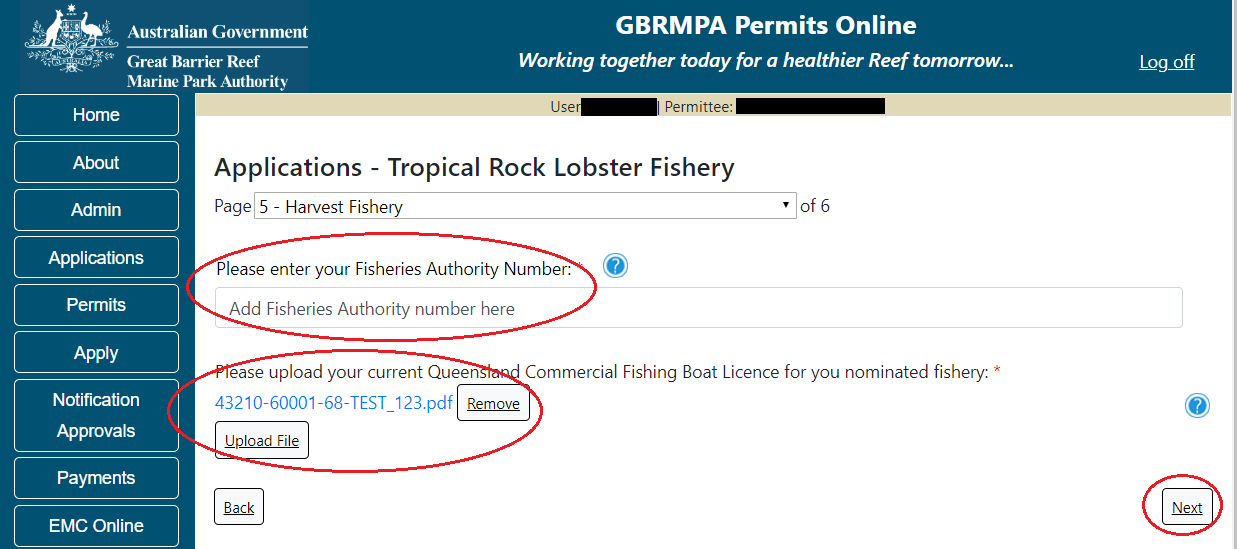 Australian Government
Great Barrier Reef
Marine Park Authority
GBRMPA Permits Online
Working together today for a healthier Reef tomorrow...
Log off
User | Permittee:
Home
About
Admin
Applications
Permits
Apply
Notification
Approvals
Payments
EMC Online
Applications - Tropical Rock Lobster Fishery
Page 5 - Harvest Fishery of 6
Please enter your Fisheries Authority Number: * ?
Add Fisheries Authority number here
Please upload your current Queensland Commercial Fishing Boat Licence for you nominated fishery: *
43210-60001-68-TEST_123.pdf Remove ?
Upload File
Back Next